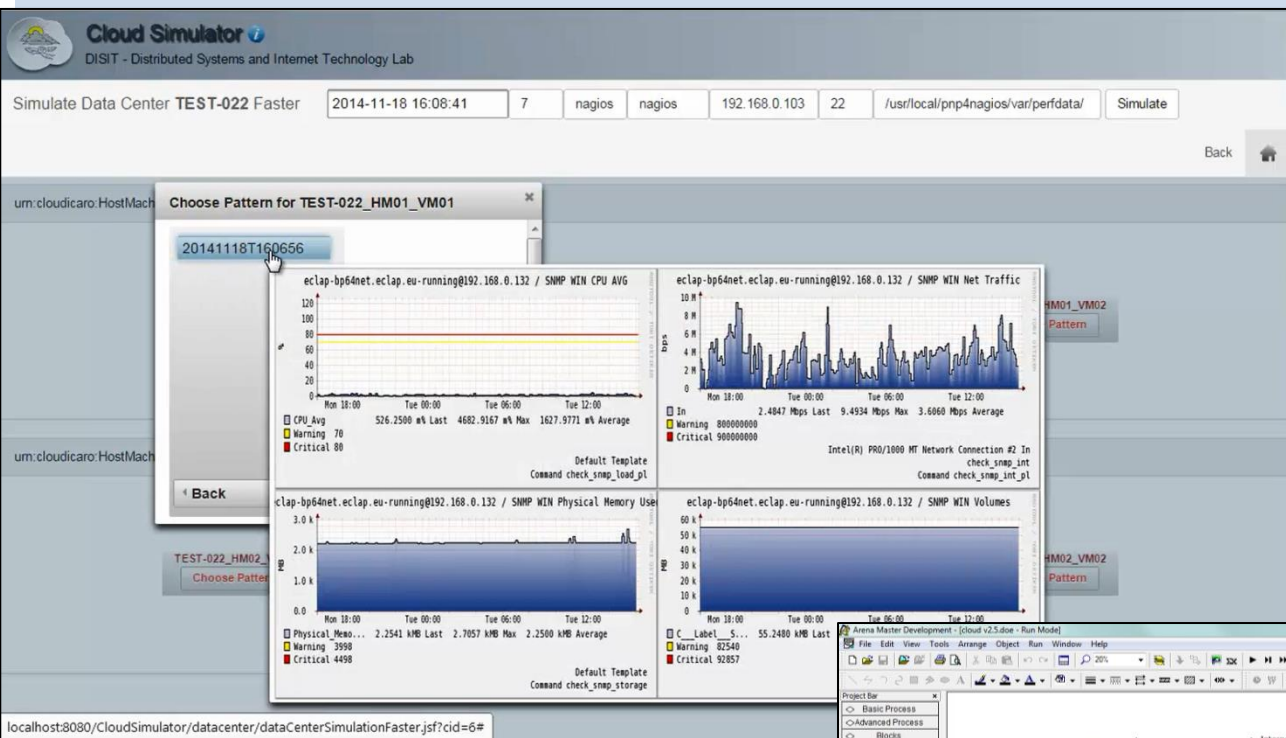 Cloud Simulator
DISIT - Distributed Systems and Internet Technology Lab
Simulate Data Center TEST-022 Faster 2014-11-18 16:08:41 7 nagios nagios 192.168.0.103 22 /usr/local/pnp4nagios/var/perfdata/ Simulate
Back
urn:cloudicaro:HostMach
Choose Pattern for TEST-022_HM01_VM01
20141118T160656
Back
HM01_VM02
Pattern
urn:cloudicaro:HostMach
TEST-022_HM02_
Choose Patter
HM02_VM02
Pattern
eclap-bp64net.eclap.eu-running@192.168.0.132 / SNMP WIN CPU AVG
120
100
80
60
40
20
0
%
Mon 18:00 Tue 00:00 Tue 06:00 Tue 12:00
CPU_Avg 526.2500 m% Last 4682.9167 m% Max 1627.9771 m% Average
Warning 70
Critical 80
Default Template
Command check_snmp_load_pl
eclap-bp64net.eclap.eu-running@192.168.0.132 / SNMP WIN Net Traffic
10 M
8 M
6 M
4 M
2 M
0
bps
Mon 18:00 Tue 00:00 Tue 06:00 Tue 12:00
In 2.4847 Mbps Last 9.4934 Mbps Max 3.6060 Mbps Average
Warning 800000000
Critical 900000000
Intel(R) PRO/1000 MT Network Connection #2 In
check_snmp_int
Command check_snmp_int_pl
clap-bp64net.eclap.eu-running@192.168.0.132 / SNMP WIN Physical Memory Use
3.0 k
2.0 k
1.0 k
0.0
MB
Mon 18:00 Tue 00:00 Tue 06:00 Tue 12:00
Physical_Memo... 2.2541 kMB Last 2.7057 kMB Max 2.2500 kMB Average
Warning 3998
Critical 4498
Default Template
Command check_snmp_storage
eclap-bp64net.eclap.eu-running@192.168.0.132 / SNMP WIN Volumes
60 k
50 k
40 k
30 k
20 k
10 k
0
MB
Mon 18:00 Tue 00:00 Tue 06:00 Tue 12:00
C__Label__S... 55.2480 kMB Last
Warning 82540
Critical 92857
localhost:8080/CloudSimulator/datacenter/dataCenterSimulationFaster.jsf?cid=6#
Arena Master Development - [cloud v2.5.doe - Run Mode]
File Edit View Tools Arrange Object Run Window Help
20%
Project Bar
Basic Process
Advanced Process
Blocks